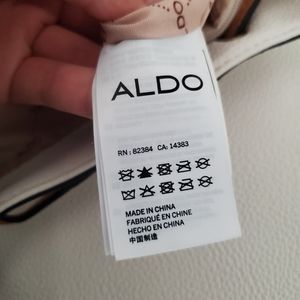 ALDO
RN : 82384 CA: 14383
MADE IN CHINA
FABRIQUÉ EN CHINE
HECHO EN CHINA
中国制造